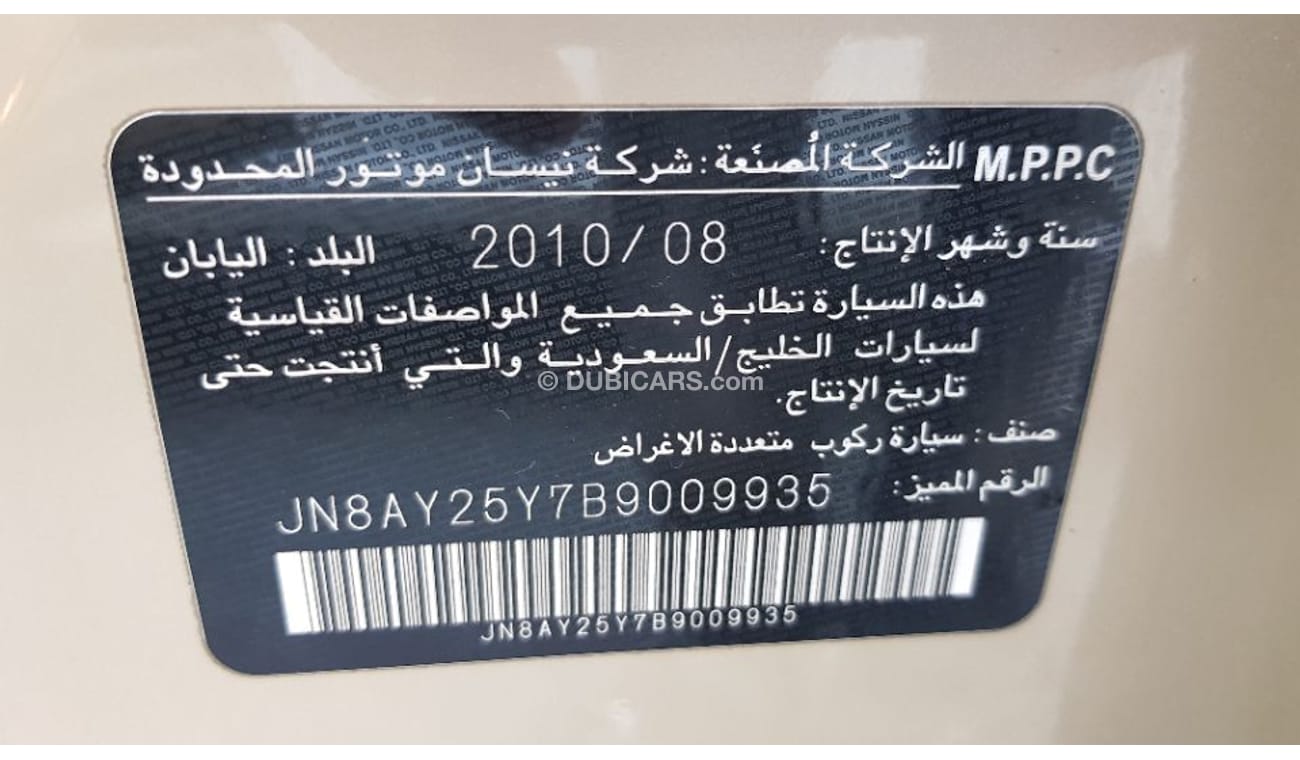 M.P.P.C الشركة المُصنَعة: شركة نيسان موتور المحدودة
سنة وشهر الإنتاج: 2010/08 البلد: اليابان
هذه السيارة تطابق جميع المواصفات القياسية
لسيارات الخليج/السعودية والتي أنتجت حتى
تاريخ الإنتاج.
© DUBICARS.com
صنف: سيارة ركوب متعددة الاغراض
الرقم المميز: JN8AY25Y7B9009935
JN8AY25Y7B9009935